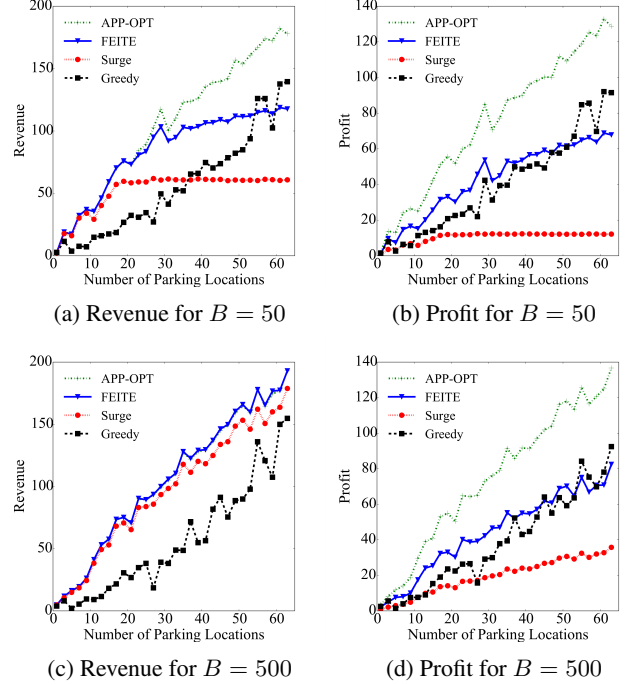 200
150
100
50
0
Revenue
APP-OPT
FEITE
Surge
Greedy
0 10 20 30 40 50 60
Number of Parking Locations
(a) Revenue for B = 50
140
120
100
80
60
40
20
0
Profit
APP-OPT
FEITE
Surge
Greedy
0 10 20 30 40 50 60
Number of Parking Locations
(b) Profit for B = 50
200
150
100
50
0
Revenue
APP-OPT
FEITE
Surge
Greedy
0 10 20 30 40 50 60
Number of Parking Locations
(c) Revenue for B = 500
140
120
100
80
60
40
20
0
Profit
APP-OPT
FEITE
Surge
Greedy
0 10 20 30 40 50 60
Number of Parking Locations
(d) Profit for B = 500